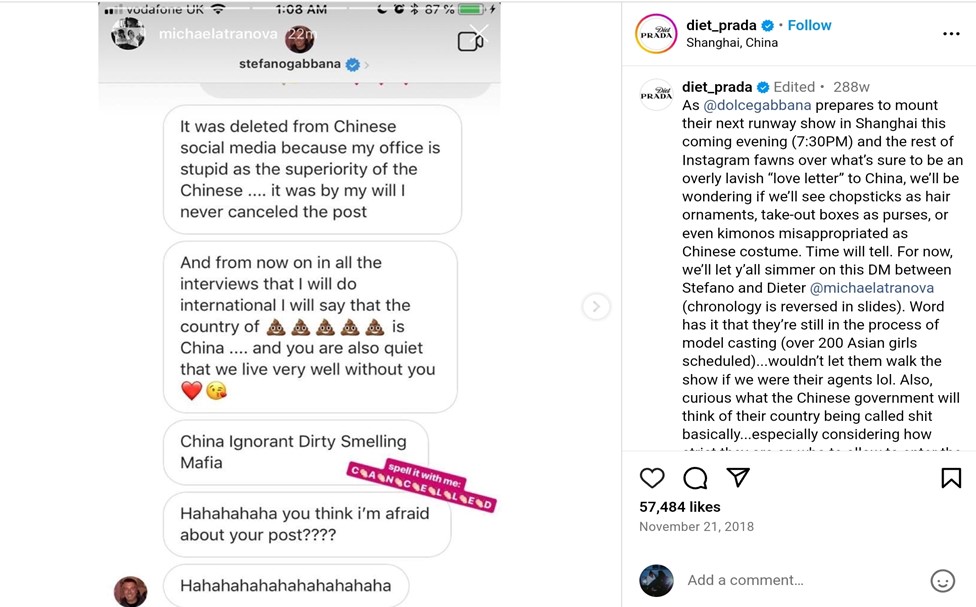 vodafone UK
1:08 AM
87 %
michaelatranova 22m
stefanogabbana
It was deleted from Chinese
social media because my office is
stupid as the superiority of the
Chinese .... it was by my will I
never canceled the post
And from now on in all the
interviews that I will do
international I will say that the
country of 💩 💩 💩 💩 💩 is
China .... and you are also quiet
that we live very well without you
❤️ 😘
China Ignorant Dirty Smelling
Mafia
spell it with me:
C👏A👏N👏C👏E👏L👏L👏E👏D
Hahahahaha you think i'm afraid
about your post????
Hahahahahahahahahahaha
Diet
PRADA
diet_prada • Follow
Shanghai, China
Diet
PRADA
diet_prada Edited • 288w
As @dolcegabbana prepares to mount
their next runway show in Shanghai this
coming evening (7:30PM) and the rest of
Instagram fawns over what's sure to be an
overly lavish “love letter” to China, we'll be
wondering if we'll see chopsticks as hair
ornaments, take-out boxes as purses, or
even kimonos misappropriated as
Chinese costume. Time will tell. For now,
we'll let y'all simmer on this DM between
Stefano and Dieter @michaelatranova
(chronology is reversed in slides). Word
has it that they're still in the process of
model casting (over 200 Asian girls
scheduled)...wouldn't let them walk the
show if we were their agents lol. Also,
curious what the Chinese government will
think of their country being called shit
basically...especially considering how
57,484 likes
November 21, 2018
Add a comment...